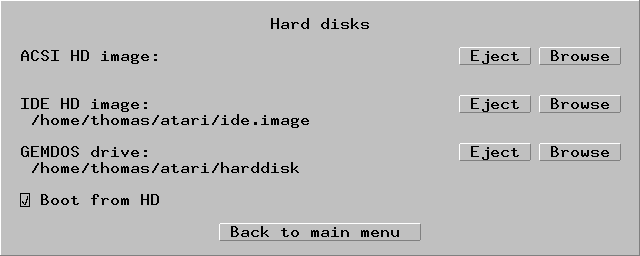 Hard disks
ACSI HD image: Eject Browse
IDE HD image: Eject Browse
/home/thomas/atari/ide.image
GEMDOS drive: Eject Browse
/home/thomas/atari/harddisk
Boot from HD
Back to main menu